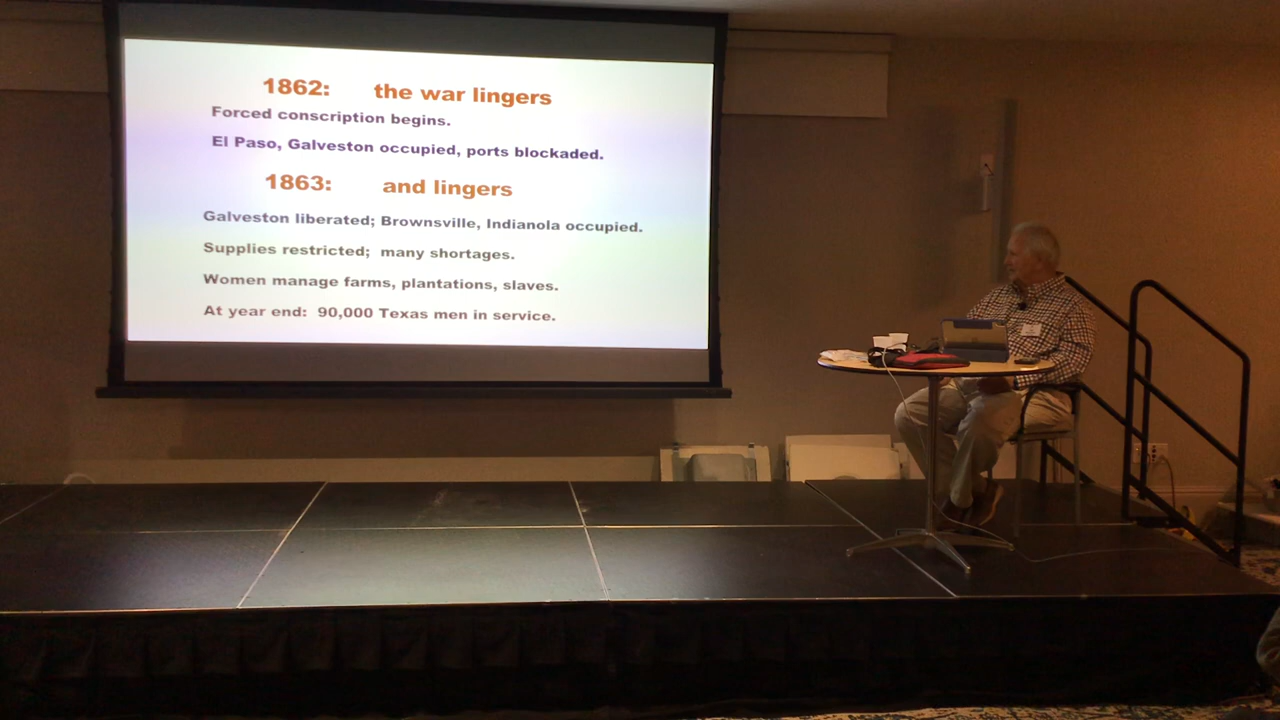 1862: the war lingers
Forced conscription begins.
El Paso, Galveston occupied, ports blockaded.
1863: and lingers
Galveston liberated; Brownsville, Indianola occupied.
Supplies restricted; many shortages.
Women manage farms, plantations, slaves.
At year end: 90,000 Texas men in service.